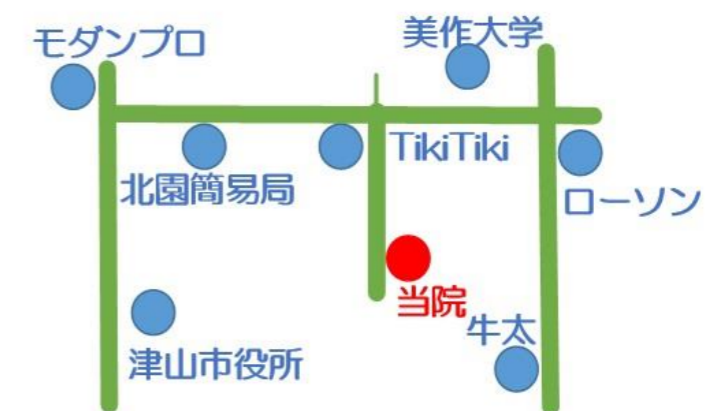 モダンプロ
美作大学
TikiTiki
北園簡易局
ローソン
当院
牛太
津山市役所